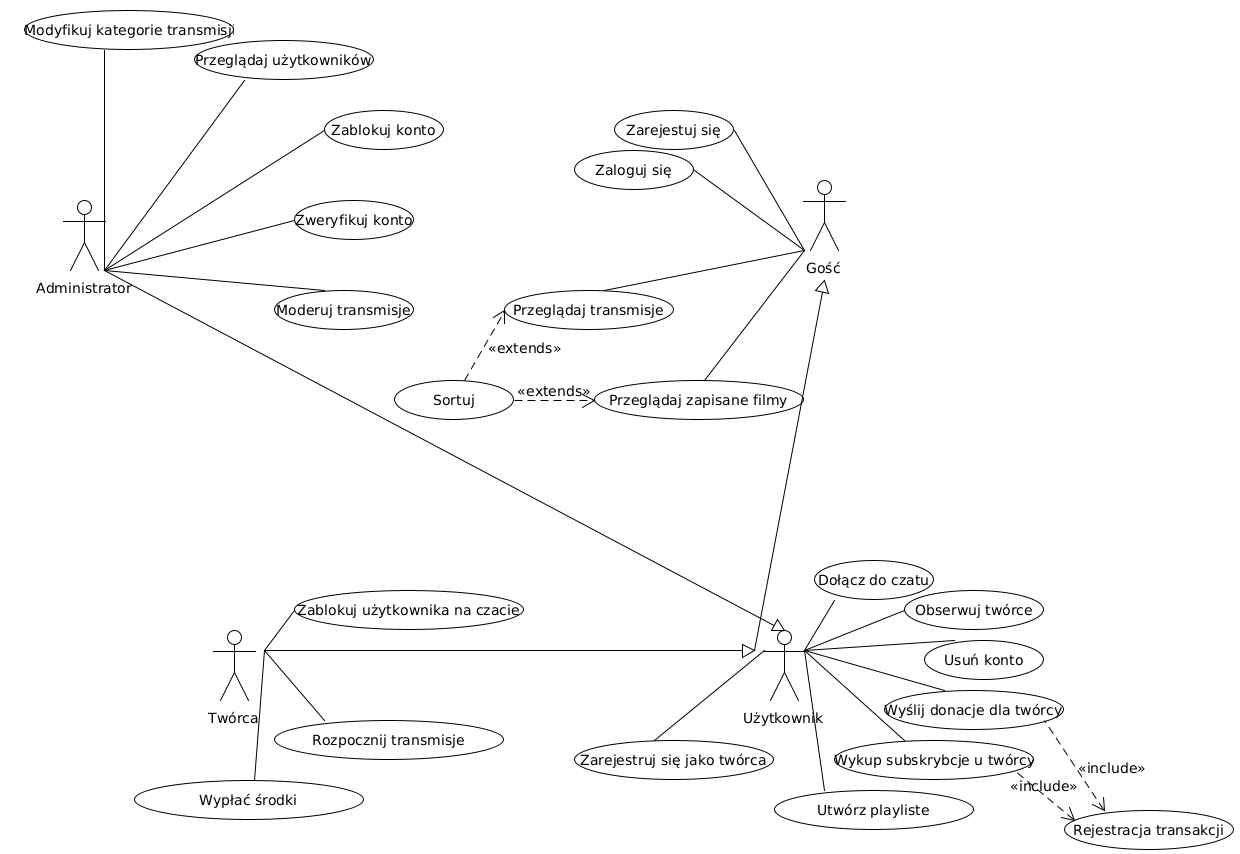 Modyfikuj kategorie transmisji
Przeglądaj użytkowników
Zablokuj konto
Zarejestuj się
Zaloguj się
Zweryfikuj konto
Gość
Administrator
Moderuj transmisje
Przeglądaj transmisje
«extends»
«extends»
Sortuj
Przeglądaj zapisane filmy
Dołącz do czatu
Zablokuj użytkownika na czacie
Obserwuj twórce
Usuń konto
Wyślij donacje dla twórcy
Twórca
Użytkownik
Rozpocznij transmisje
Zarejestruj się jako twórca
Wykup subskrybcje u twórcy
«include»
«include»
Wypłać środki
Utwórz playliste
Rejestracja transakcji